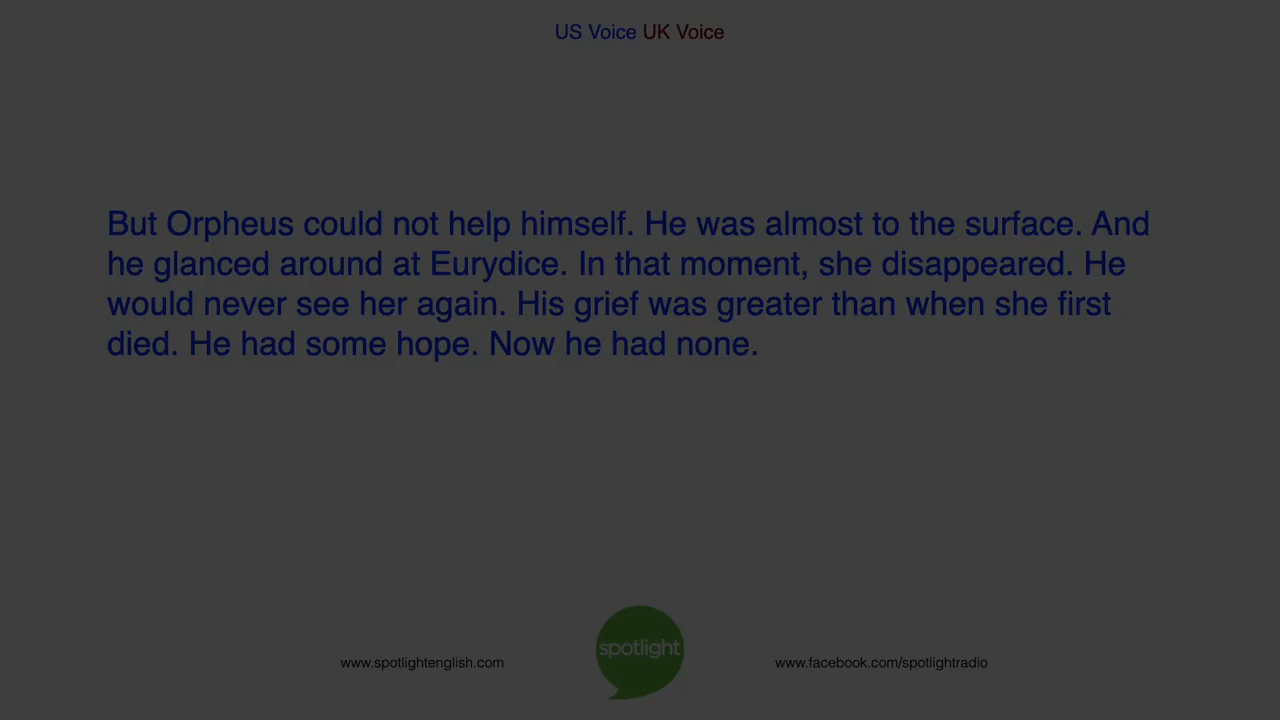 US Voice UK Voice
But Orpheus could not help himself. He was almost to the surface. And
he glanced around at Eurydice. In that moment, she disappeared. He
would never see her again. His grief was greater than when she first
died. He had some hope. Now he had none.
spotlight
www.spotlightenglish.com
www.facebook.com/spotlightradio